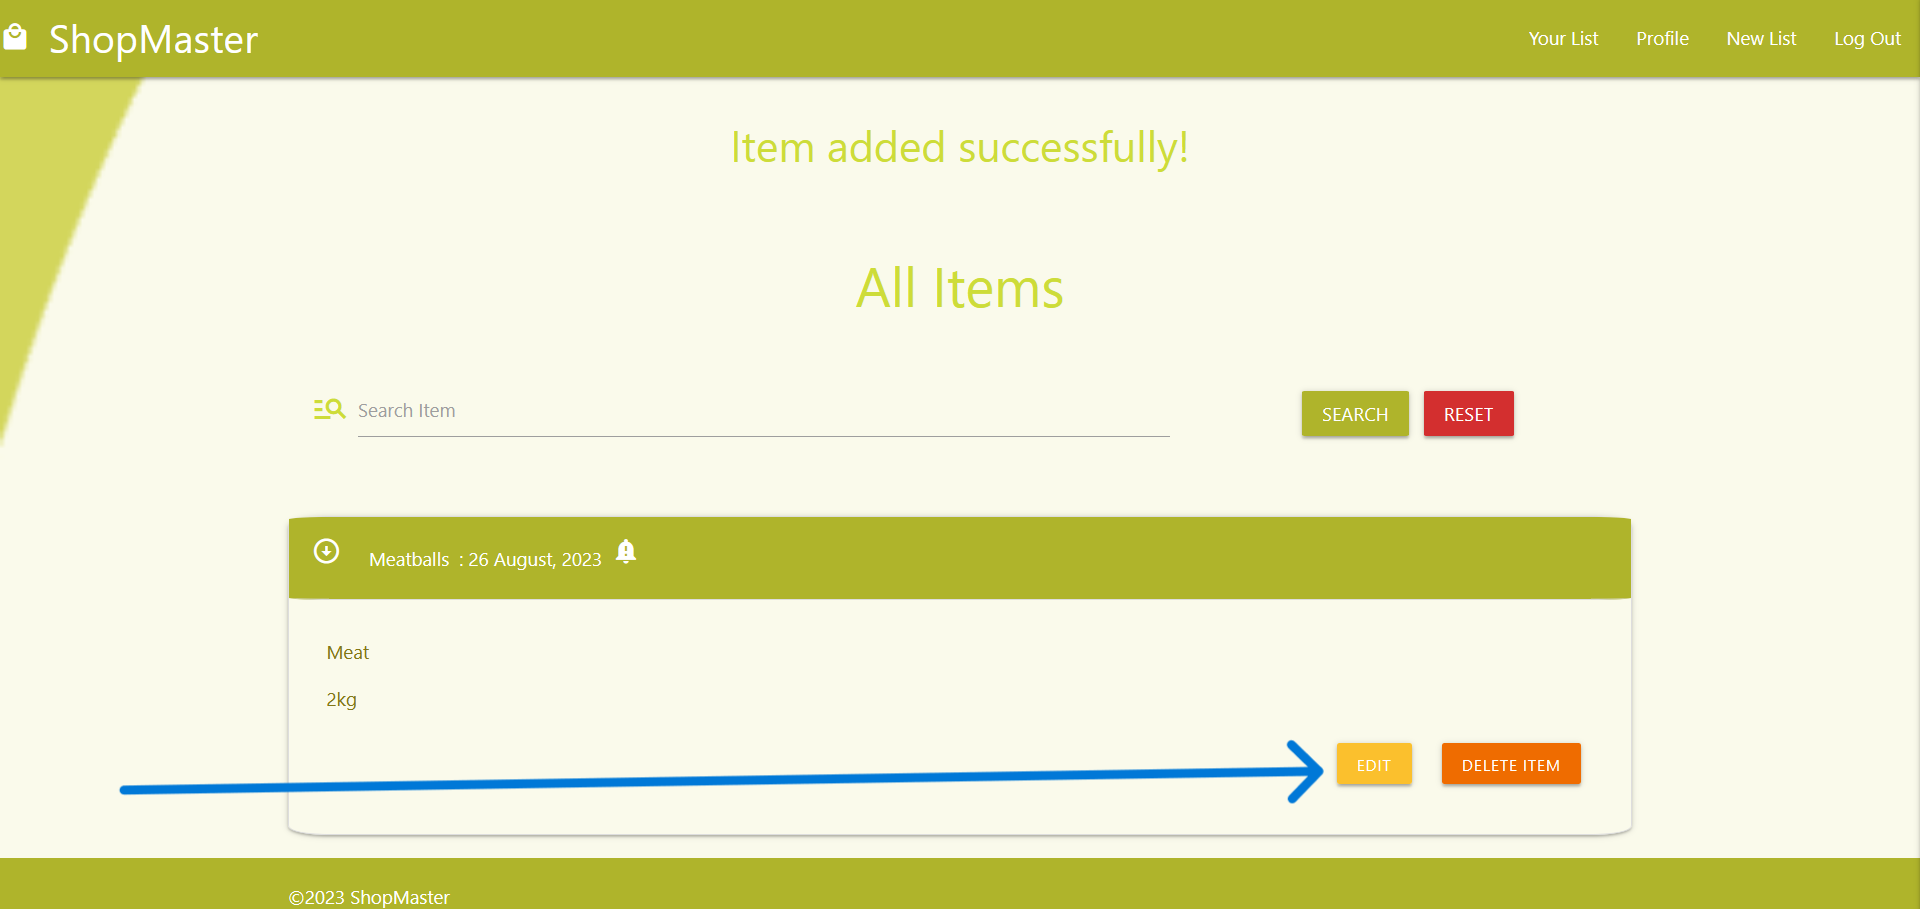 ShopMaster
Your List
Profile
New List
Log Out
Item added successfully!
All Items
Search Item
SEARCH
RESET
Meatballs : 26 August, 2023
Meat
2kg
EDIT
DELETE ITEM
©2023 ShopMaster